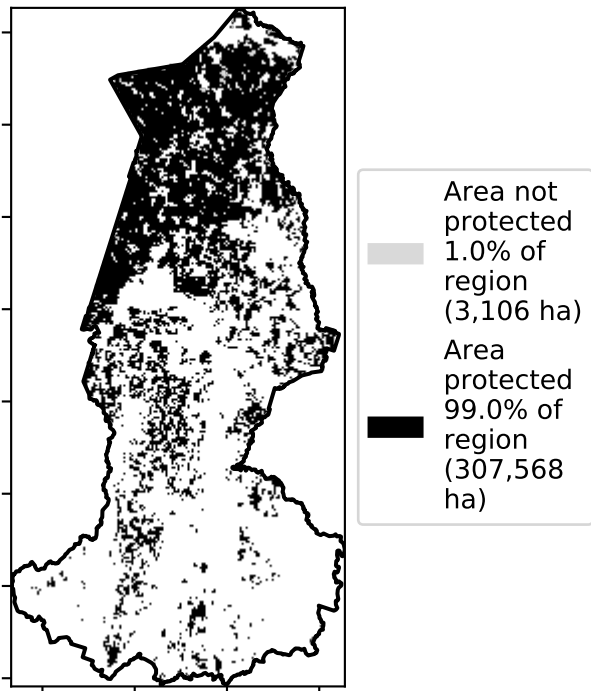 Area not
protected
1.0% of
region
(3,106 ha)
Area
protected
99.0% of
region
(307,568
ha)